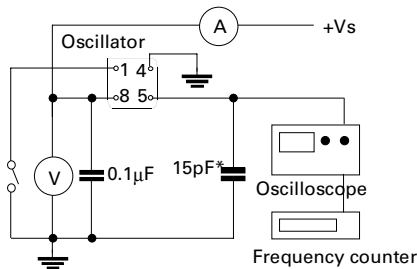 A
+Vs
Oscillator
1 4
8 5
V
0.1μF
15pF*
Oscilloscope
Frequency counter